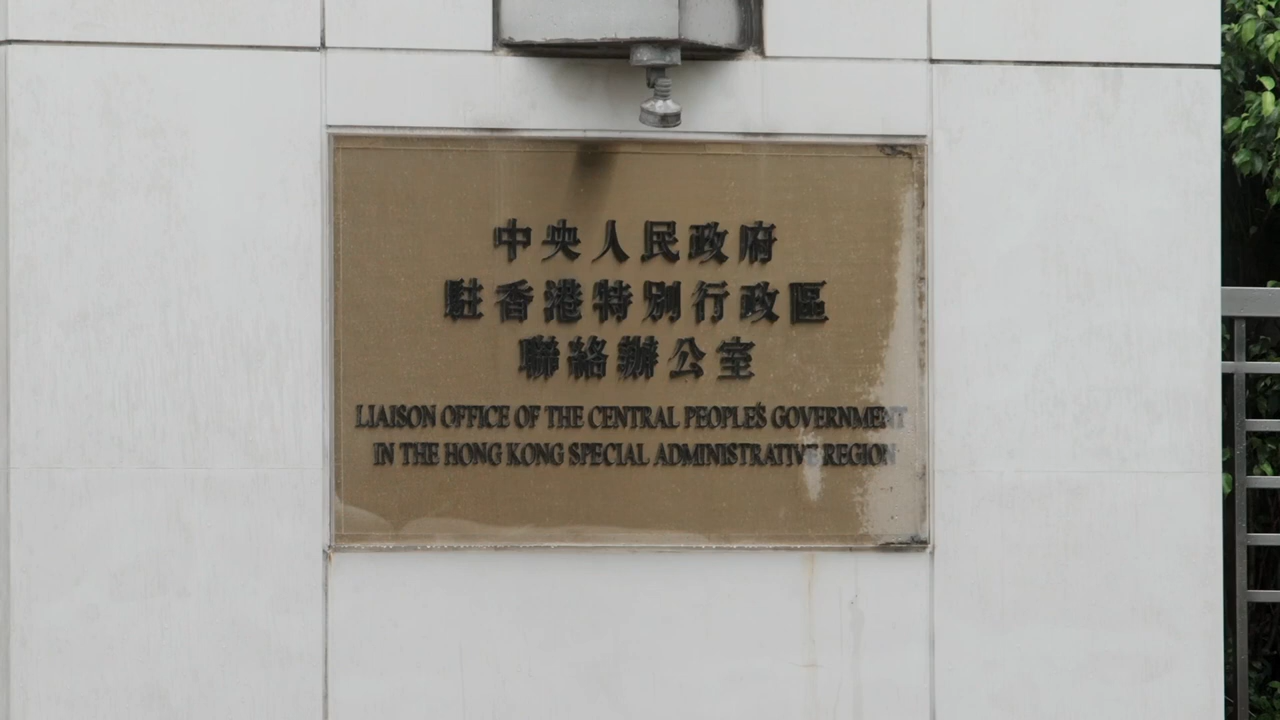 中央人民政府
駐香港特別行政區
聯絡辦公室
LIAISON OFFICE OF THE CENTRAL PEOPLE'S GOVERNMENT
IN THE HONG KONG SPECIAL ADMINISTRATIVE REGION